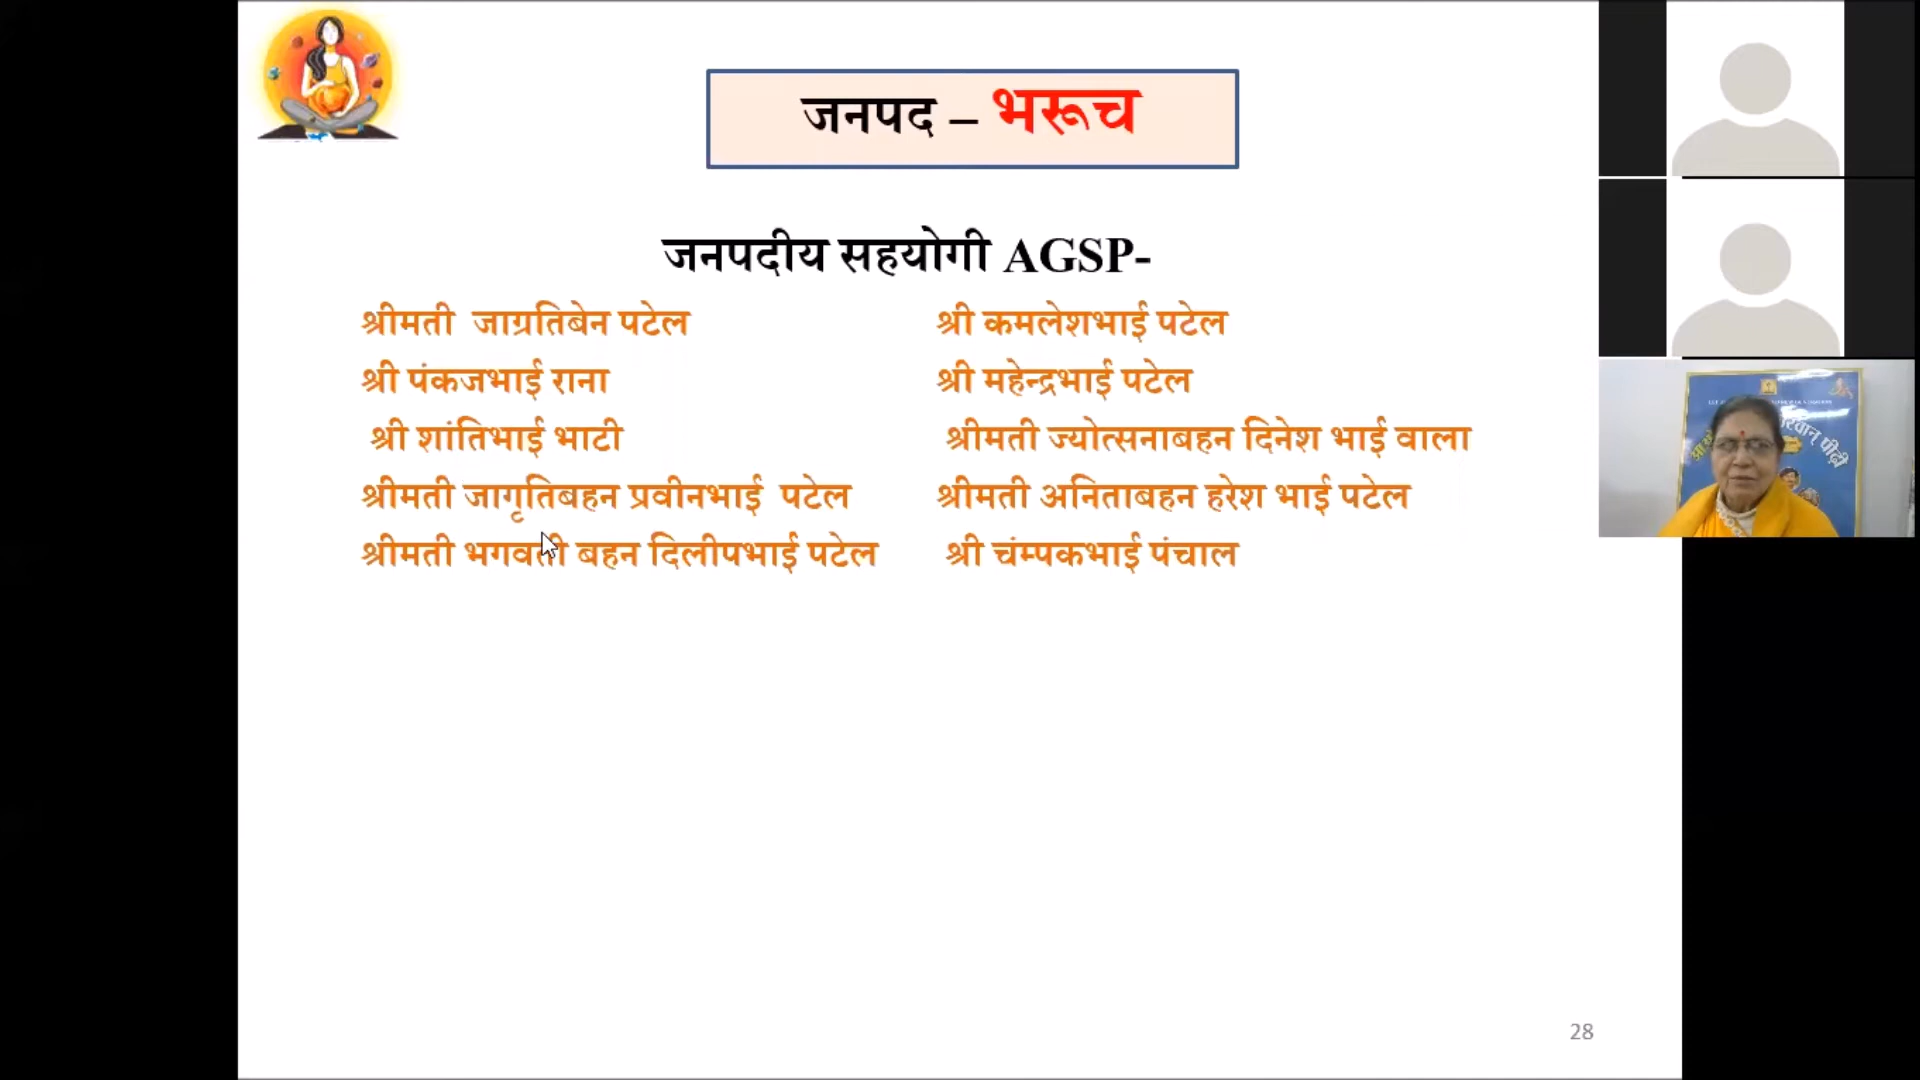 जनपद – भरूच
जनपदीय सहयोगी AGSP-
श्रीमती जाग्रतिबेन पटेल
श्री कमलेशभाई पटेल
श्री पंकजभाई राना
श्री महेन्द्रभाई पटेल
श्री शांतिभाई भाटी
श्रीमती ज्योत्सनाबहन दिनेश भाई वाला
श्रीमती जागृतिबहन प्रवीनभाई पटेल
श्रीमती अनिताबहन हरेश भाई पटेल
श्रीमती भगवती बहन दिलीपभाई पटेल
श्री चंम्पकभाई पंचाल
पीढ़ी
28